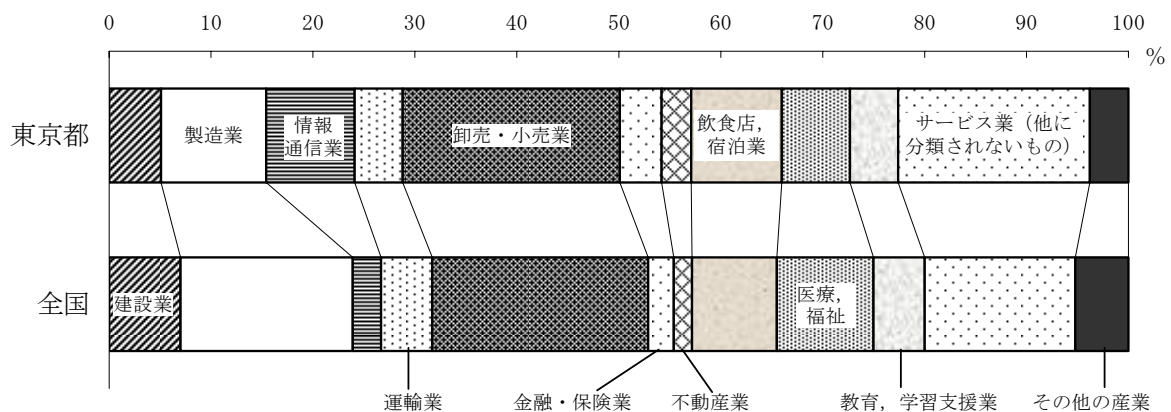 0 10 20 30 40 50 60 70 80 90 100
%
東京都
製造業
情報
通信業
卸売・小売業
飲食店，
宿泊業
サービス業（他に
分類されないもの）
全国
建設業
医療，
福祉
運輸業
金融・保険業
不動産業
教育，学習支援業
その他の産業